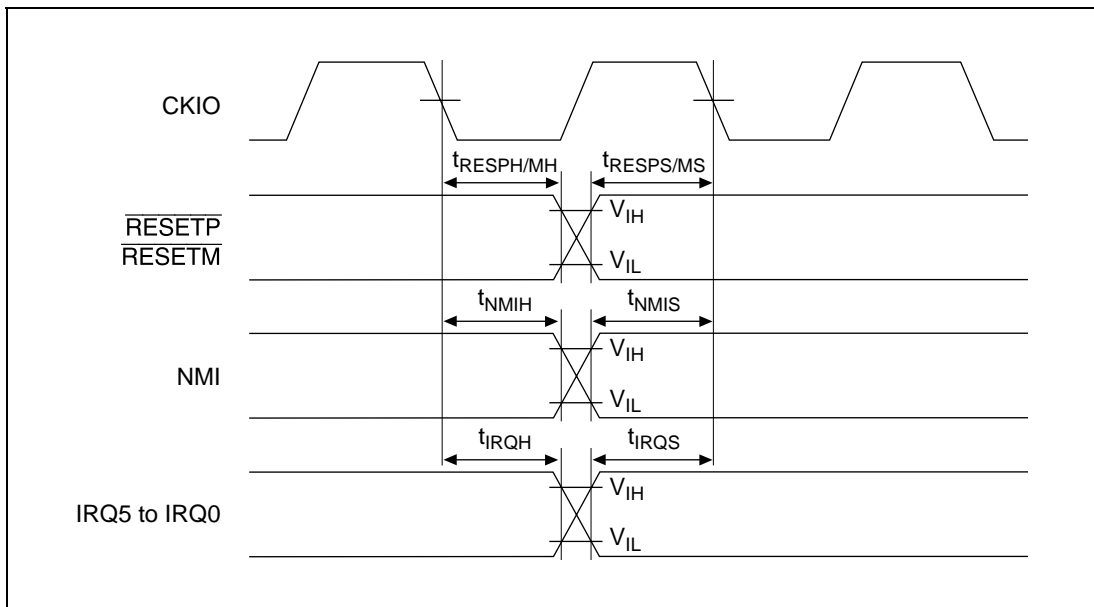 CKIO
tRESPH/MH tRESPS/MS
RESETP
RESETM
VIH
VIL
tNMIH tNMIS
NMI
VIH
VIL
tIRQH tIRQS
IRQ5 to IRQ0
VIH
VIL